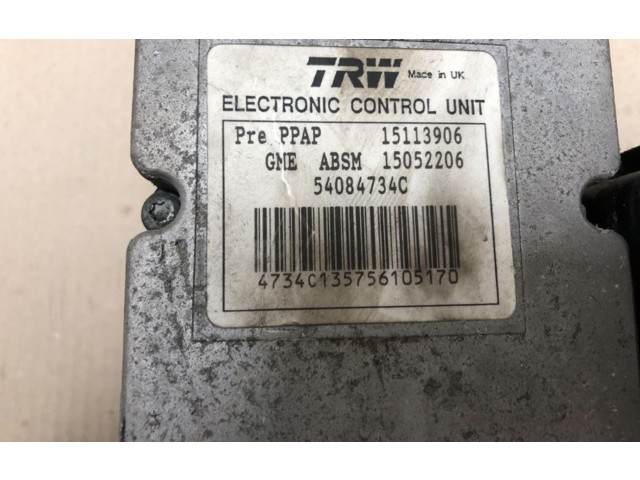 TRW Made in UK
ELECTRONIC CONTROL UNIT
Pre PPAP 15113906
GME ABSM 15052206
54084734C
4734C135756105170